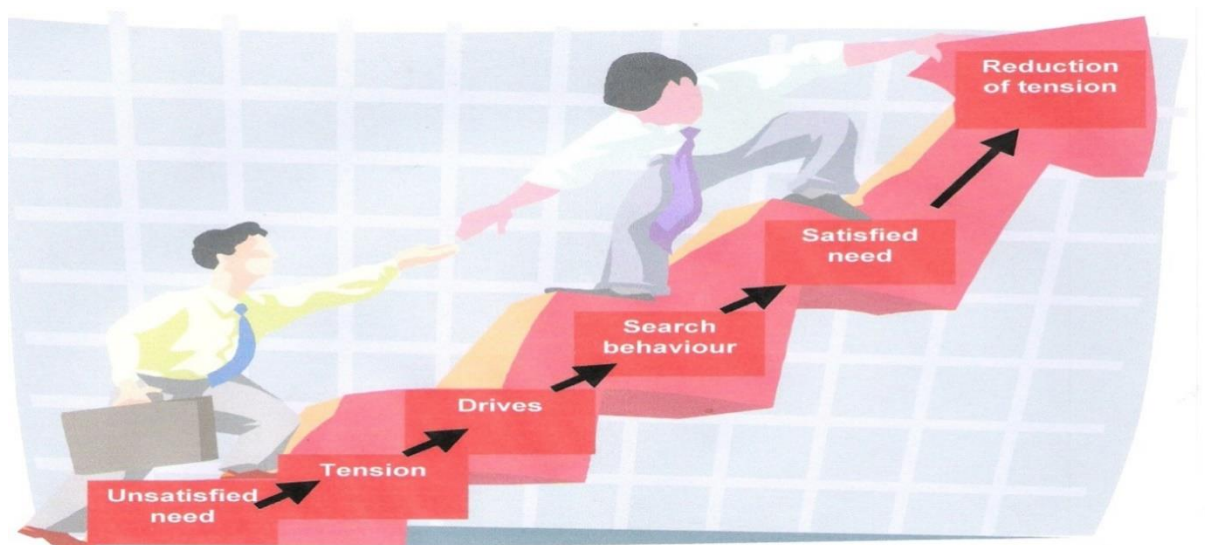 Unsatisfied
need
Tension
Drives
Search
behaviour
Satisfied
need
Reduction
of tension